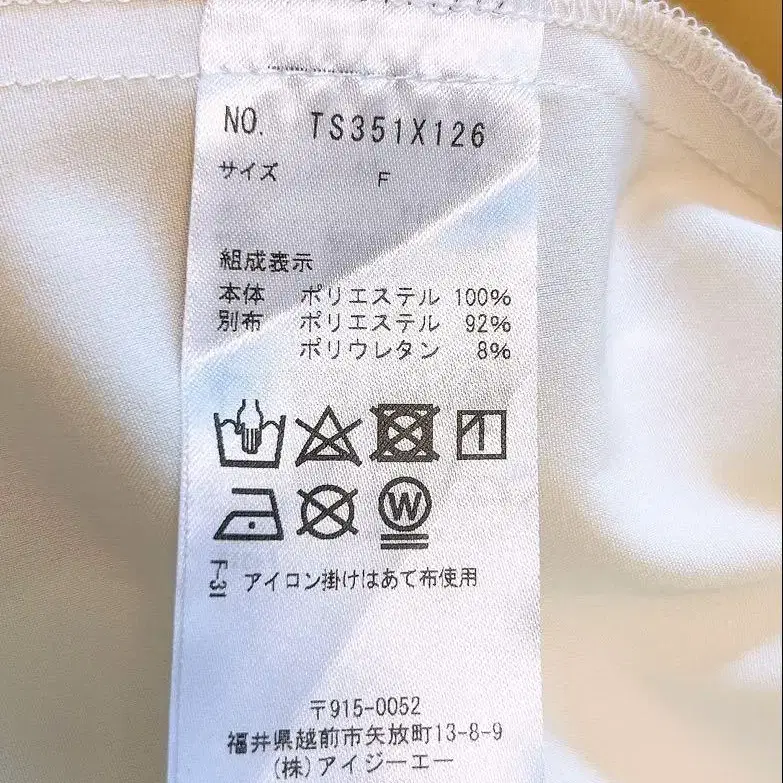 NO. TS351X126
サイズ F
組成表示
本体 ポリエステル 100%
別布 ポリエステル 92%
ポリウレタン 8%
W
F-31 アイロン掛けはあて布使用
〒915-0052
福井県越前市矢放町13-8-9
(株)アイジーエー